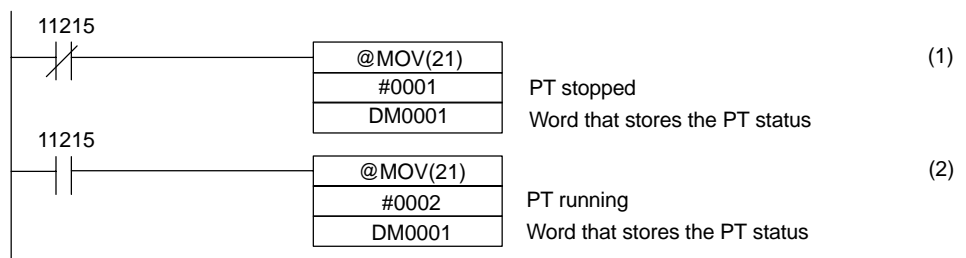 11215
@MOV(21) (1)
#0001 PT stopped
DM0001 Word that stores the PT status
11215
@MOV(21) (2)
#0002 PT running
DM0001 Word that stores the PT status